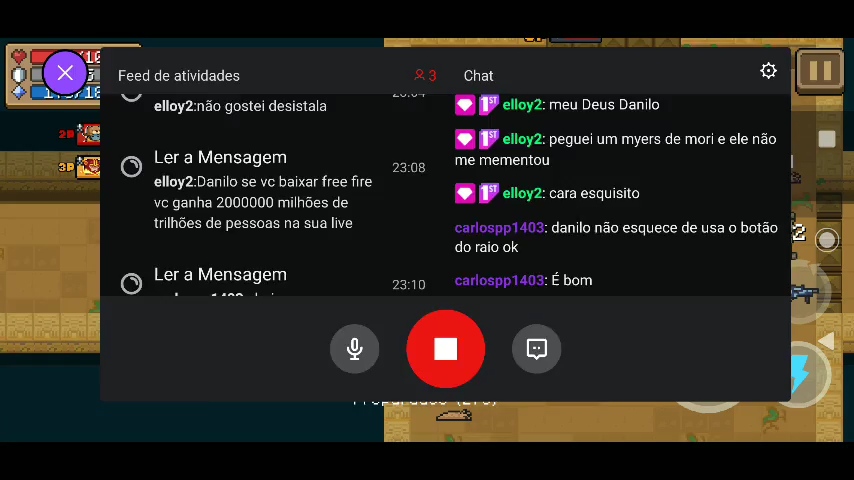 Feed de atividades
3
Chat
elloy2:não gostei desistala
Ler a Mensagem
23:08
elloy2:Danilo se vc baixar free fire
vc ganha 2000000 milhões de
trilhões de pessoas na sua live
Ler a Mensagem
23:10
1ST elloy2: meu Deus Danilo
1ST elloy2: peguei um myers de mori e ele não
me mementou
1ST elloy2: cara esquisito
carlospp1403: danilo não esquece de usa o botão
do raio ok
carlospp1403: É bom
3P